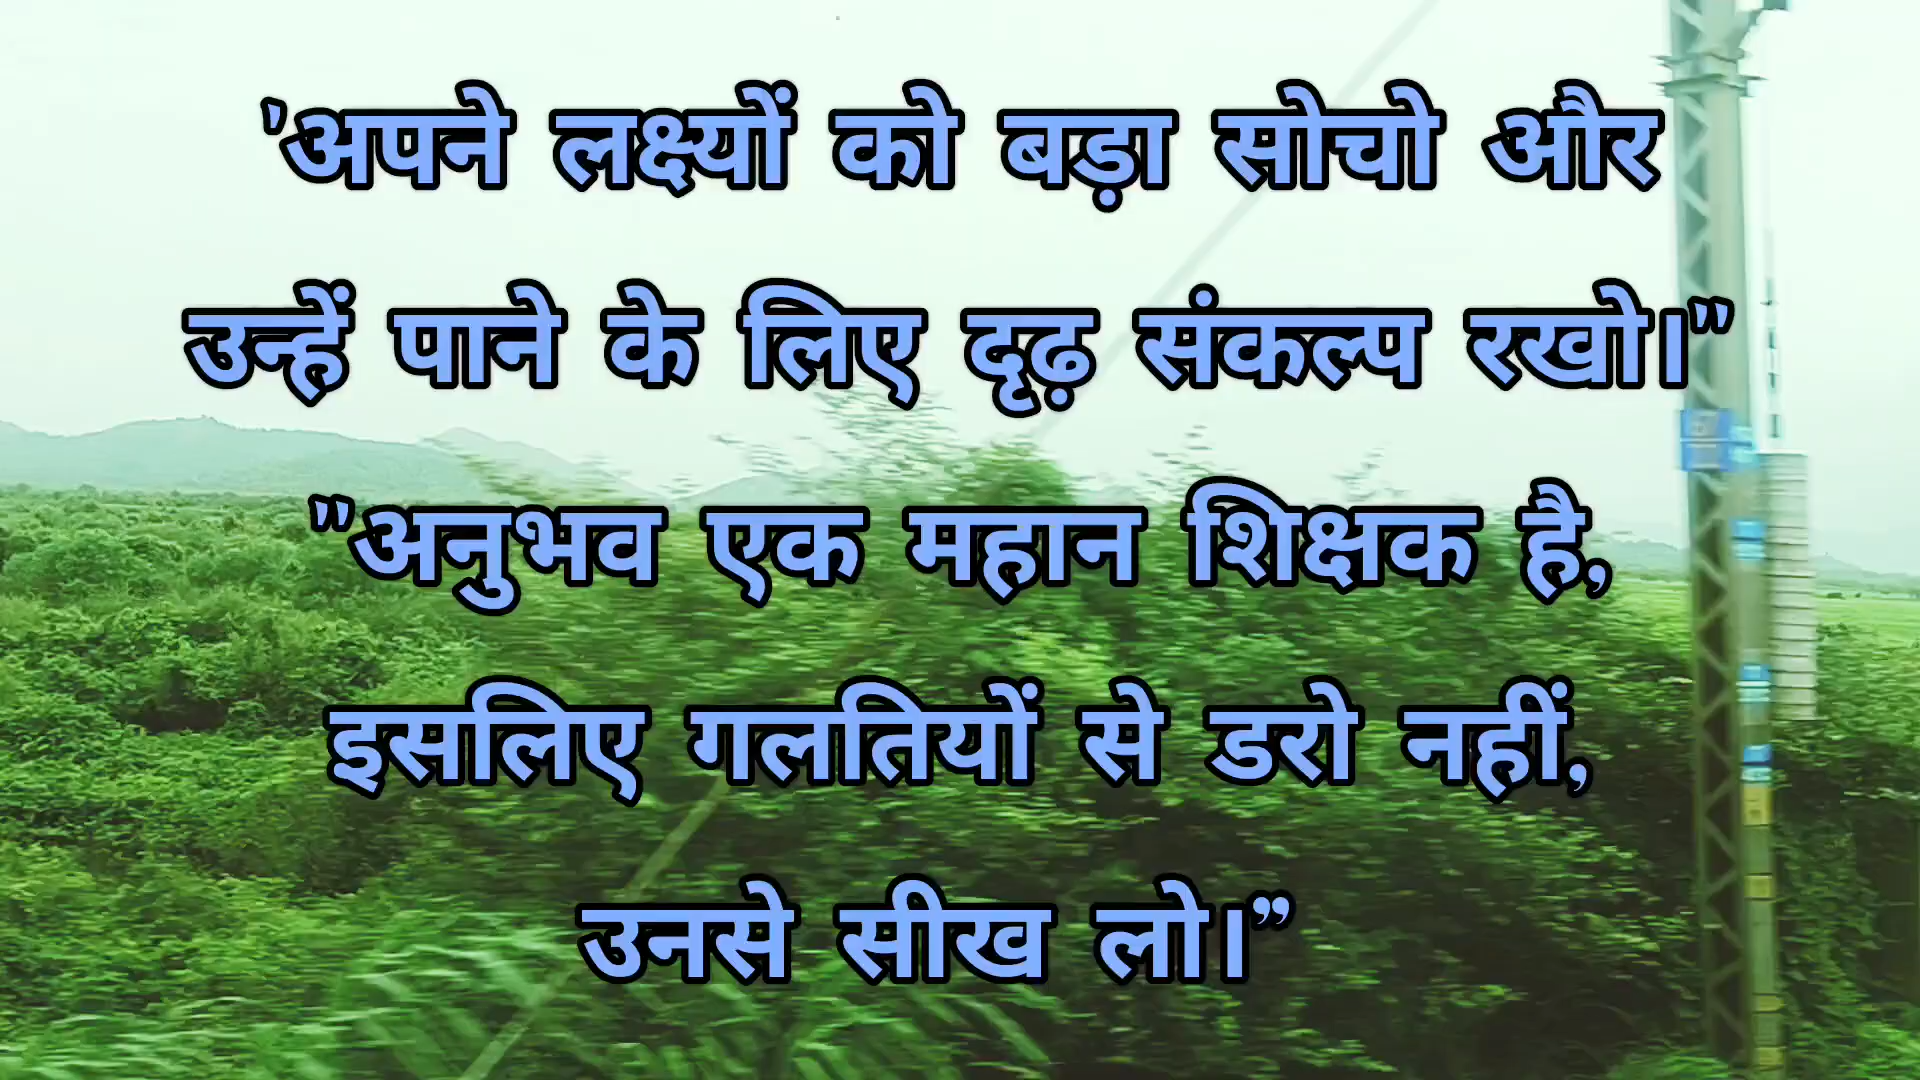 'अपने लक्ष्यों को बड़ा सोचो और
उन्हें पाने के लिए दृढ़ संकल्प रखो।"
"अनुभव एक महान शिक्षक है,
इसलिए गलतियों से डरो नहीं,
उनसे सीख लो।”